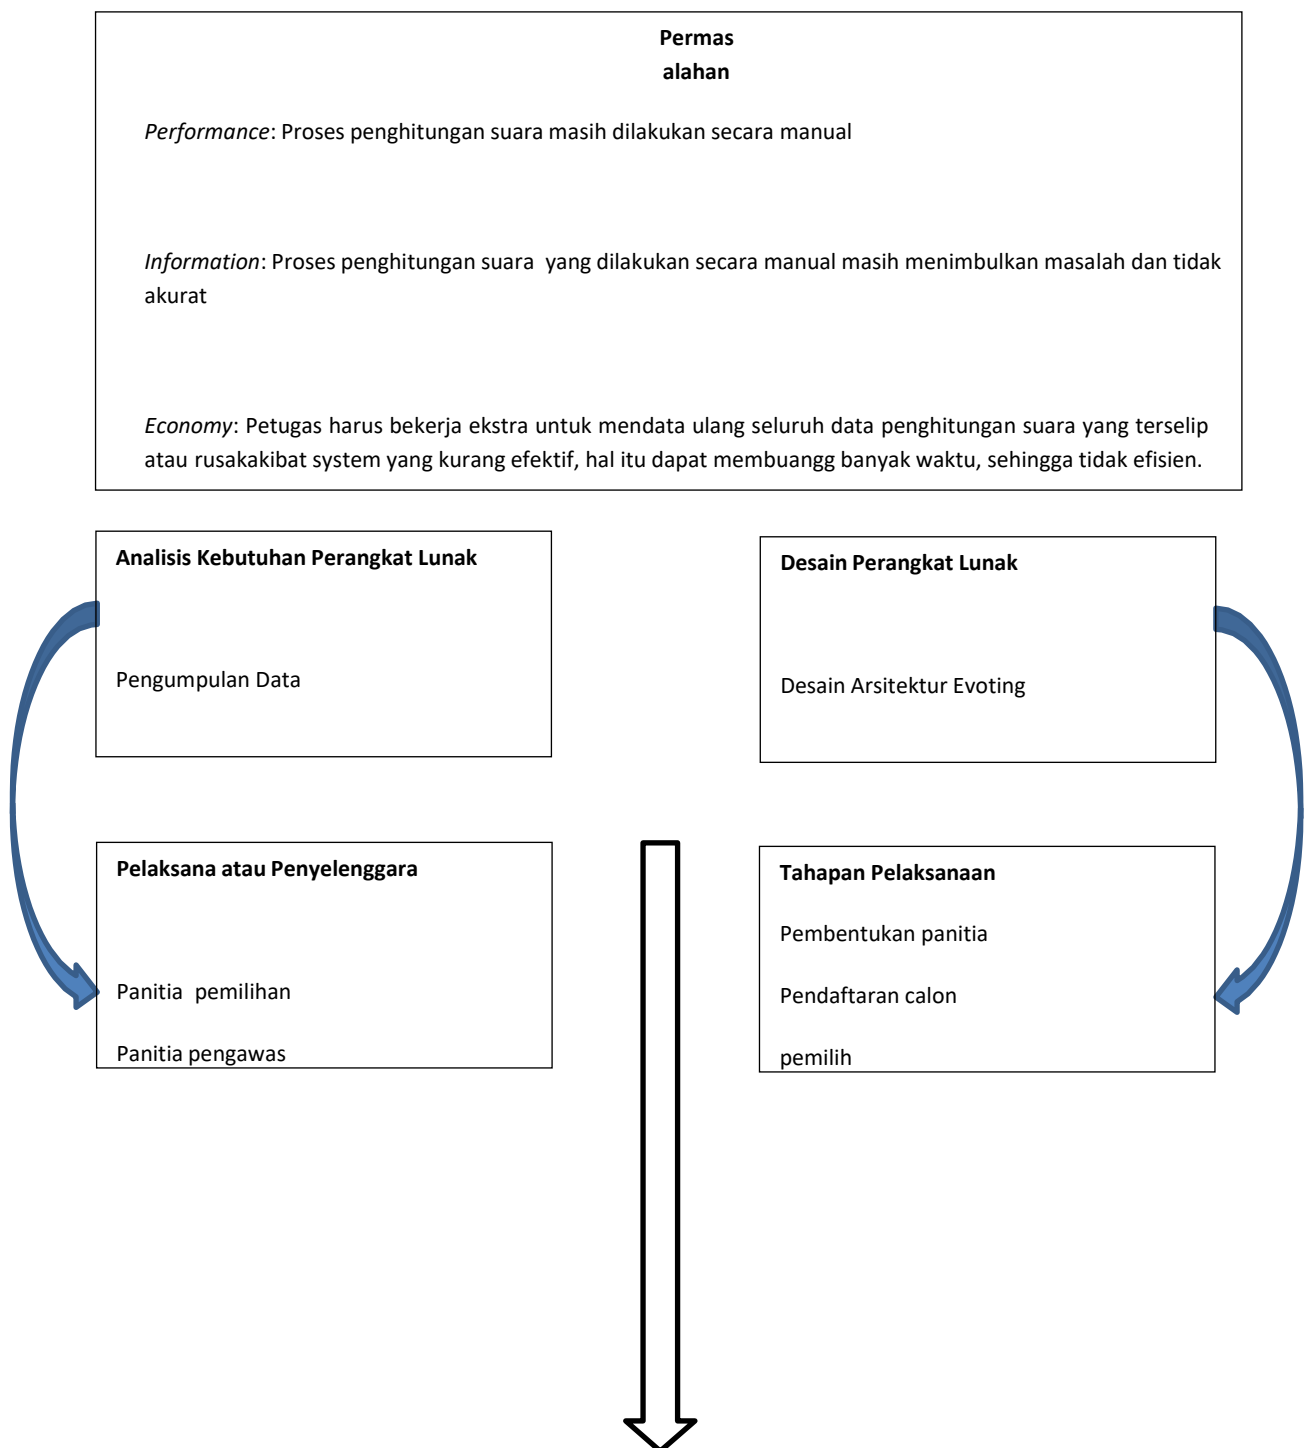 Permas
alahan
Performance: Proses penghitungan suara masih dilakukan secara manual
Information: Proses penghitungan suara  yang dilakukan secara manual masih menimbulkan masalah dan tidak
akurat
Economy: Petugas harus bekerja ekstra untuk mendata ulang seluruh data penghitungan suara yang terselip
atau rusakakibat system yang kurang efektif, hal itu dapat membuangg banyak waktu, sehingga tidak efisien.
Analisis Kebutuhan Perangkat Lunak
Pengumpulan Data
Desain Perangkat Lunak
Desain Arsitektur Evoting
Pelaksana atau Penyelenggara
Panitia  pemilihan
Panitia pengawas
Tahapan Pelaksanaan
Pembentukan panitia
Pendaftaran calon
pemilih